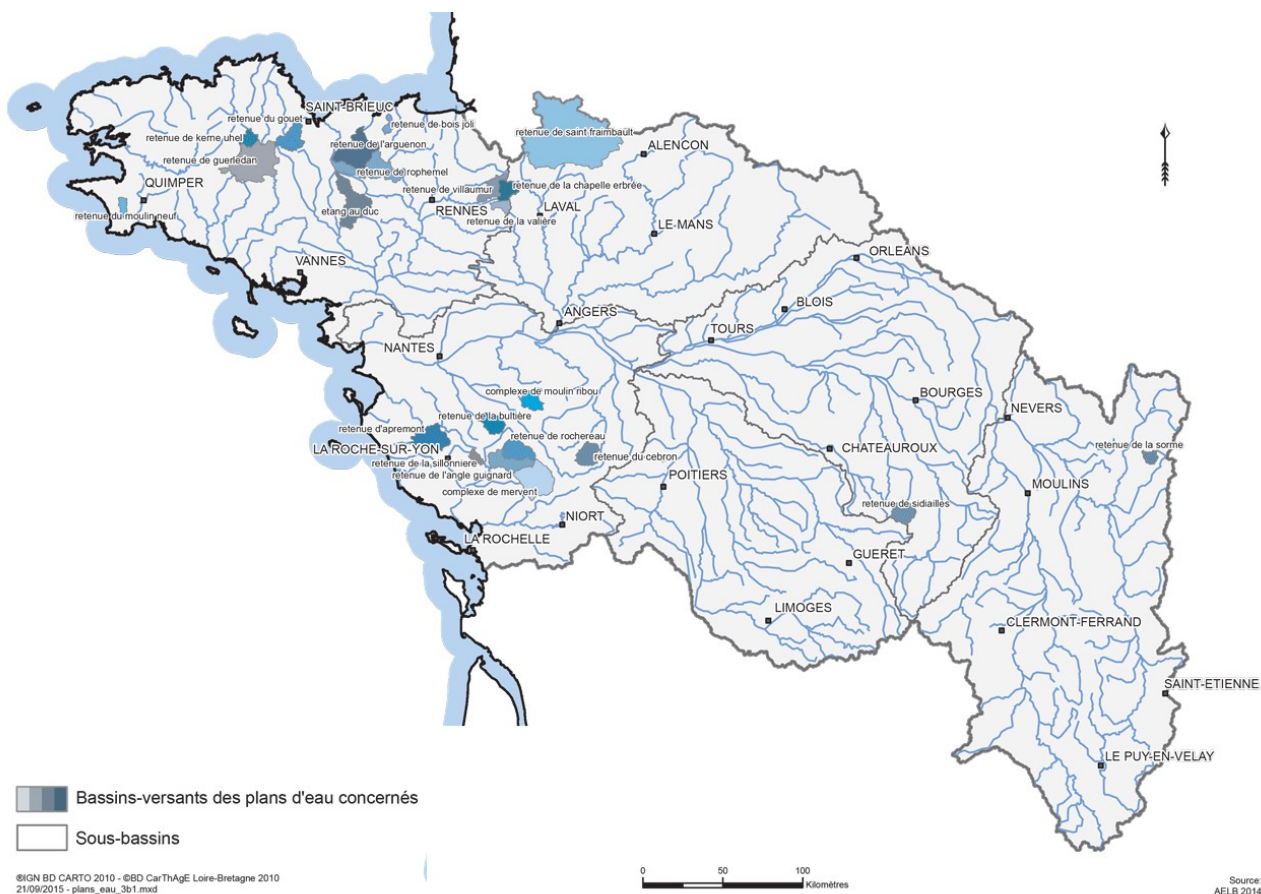 SAINT-BRIEUC
retenue du gouet
retenue de bois joli
retenue de saint fraimbault
retenue de kerne uhel
retenue de l'arguenon
ALENCON
retenue de guerledan
retenue de rophemel
QUIMPER
retenue de villaumur
retenue de la chapelle erbrée
retenue du moulin neuf
etang au duc
RENNES
LAVAL
retenue de la valière
LE MANS
VANNES
ORLEANS
BLOIS
ANGERS
TOURS
NANTES
complexe de moulin ribou
BOURGES
NEVERS
retenue de la bultière
retenue d'apremont
retenue de rochereau
LA ROCHE-SUR-YON
CHATEAUROUX
retenue de la sorme
retenue de la sillonniere
retenue du cebron
retenue de l'angle guignard
POITIERS
complexe de mervent
MOULINS
retenue de sidiailles
NIORT
LA ROCHELLE
GUERET
LIMOGES
CLERMONT-FERRAND
SAINT-ETIENNE
LE PUY-EN-VELAY
Bassins-versants des plans d'eau concernés
Sous-bassins
®IGN BD CARTO 2010 - ©BD CarThAgE Loire-Bretagne 2010
21/09/2015 - plans_eau_3b1.mxd
0 50 100
Kilomètres
Source:
AELB 2014